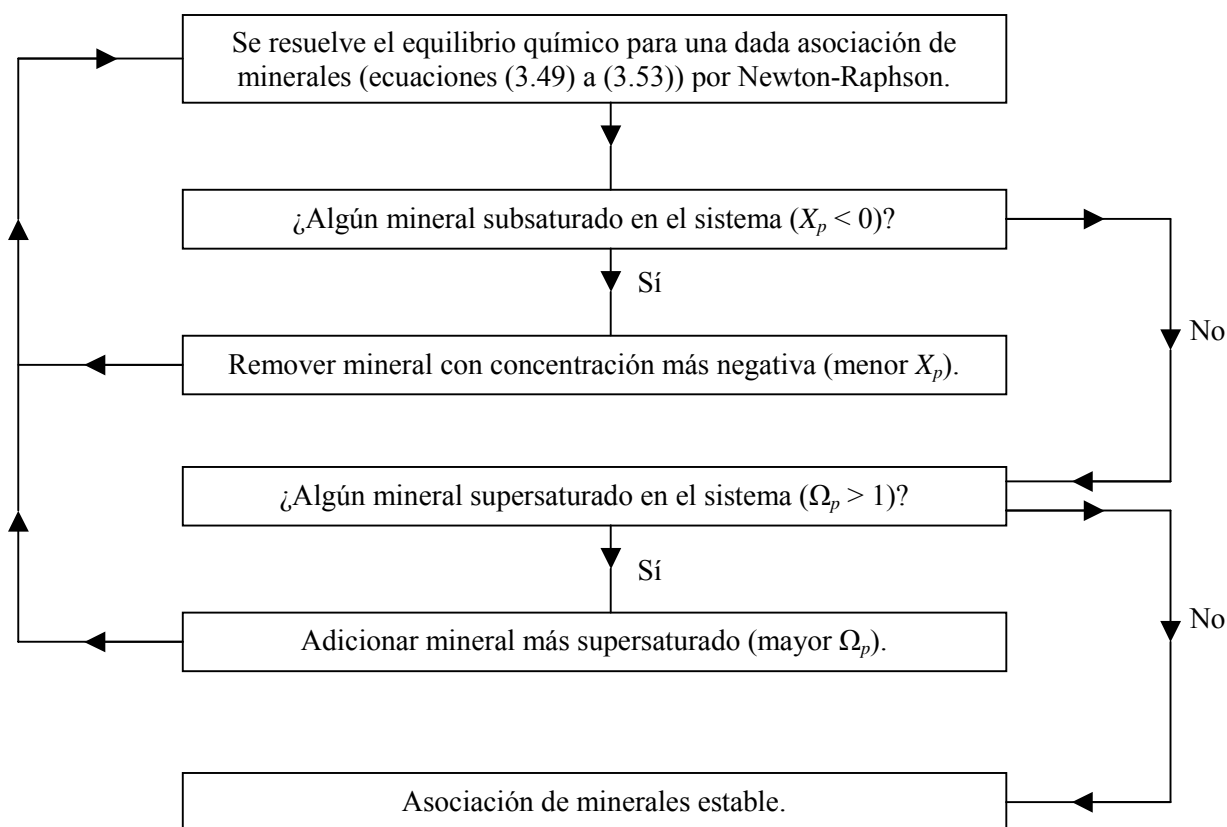 Se resuelve el equilibrio químico para una dada asociación de
minerales (ecuaciones (3.49) a (3.53)) por Newton-Raphson.
¿Algún mineral subsaturado en el sistema (Xp < 0)?
Sí
No
Remover mineral con concentración más negativa (menor Xp).
¿Algún mineral supersaturado en el sistema (Ωp > 1)?
Sí
No
Adicionar mineral más supersaturado (mayor Ωp).
Asociación de minerales estable.